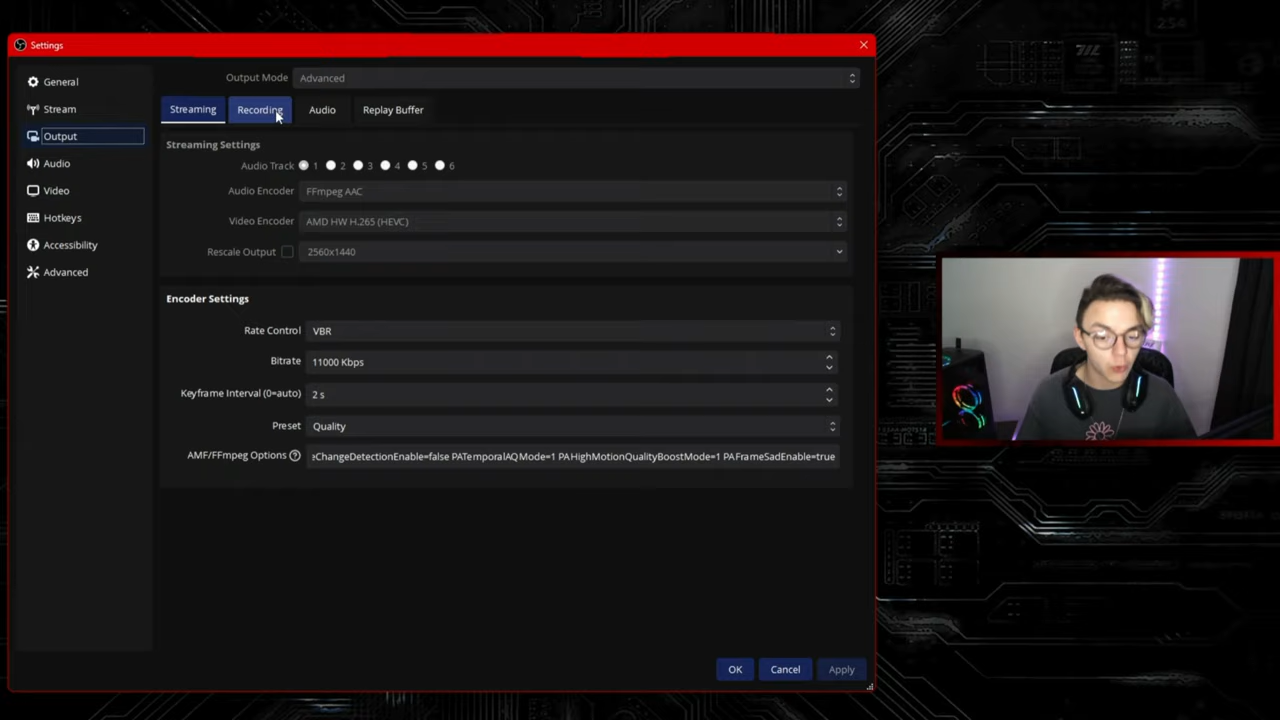 Settings
General
Stream
Output
Audio
Video
Hotkeys
Accessibility
Advanced
Output Mode Advanced
Streaming Recording Audio Replay Buffer
Streaming Settings
Audio Track 1 2 3 4 5 6
Audio Encoder FFmpeg AAC
Video Encoder AMD HW H.265 (HEVC)
Rescale Output 2560x1440
Encoder Settings
Rate Control VBR
Bitrate 11000 Kbps
Keyframe Interval (0=auto) 2 s
Preset Quality
AMF/FFmpeg Options ? :ChangeDetectionEnable=false PATemporalAQMode=1 PAHighMotionQualityBoostMode=1 PAFrameSadEnable=true
OK Cancel Apply